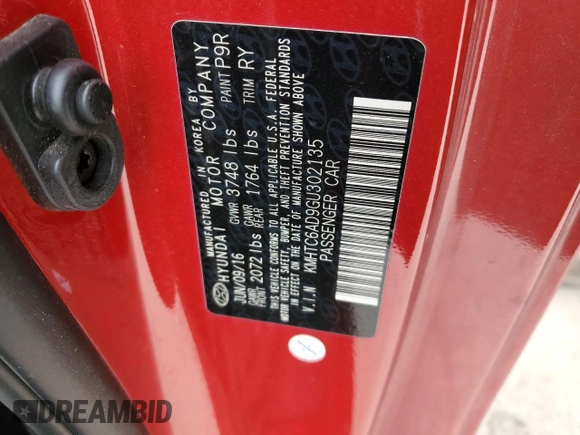 MANUFACTURED IN KOREA BY
HYUNDAI MOTOR COMPANY
JUN/09/16 GVWR 3748 lbs PAINT P9R
GAWR FRONT 2072 lbs GAWR REAR 1764 lbs TRIM RY
THIS VEHICLE CONFORMS TO ALL APPLICABLE U.S.A. FEDERAL
MOTOR VEHICLE SAFETY, BUMPER, AND THEFT PREVENTION STANDARDS
IN EFFECT ON THE DATE OF MANUFACTURE SHOWN ABOVE
V.I.N KMHTC6AD9GU302135
PASSENGER CAR
DREAMBID